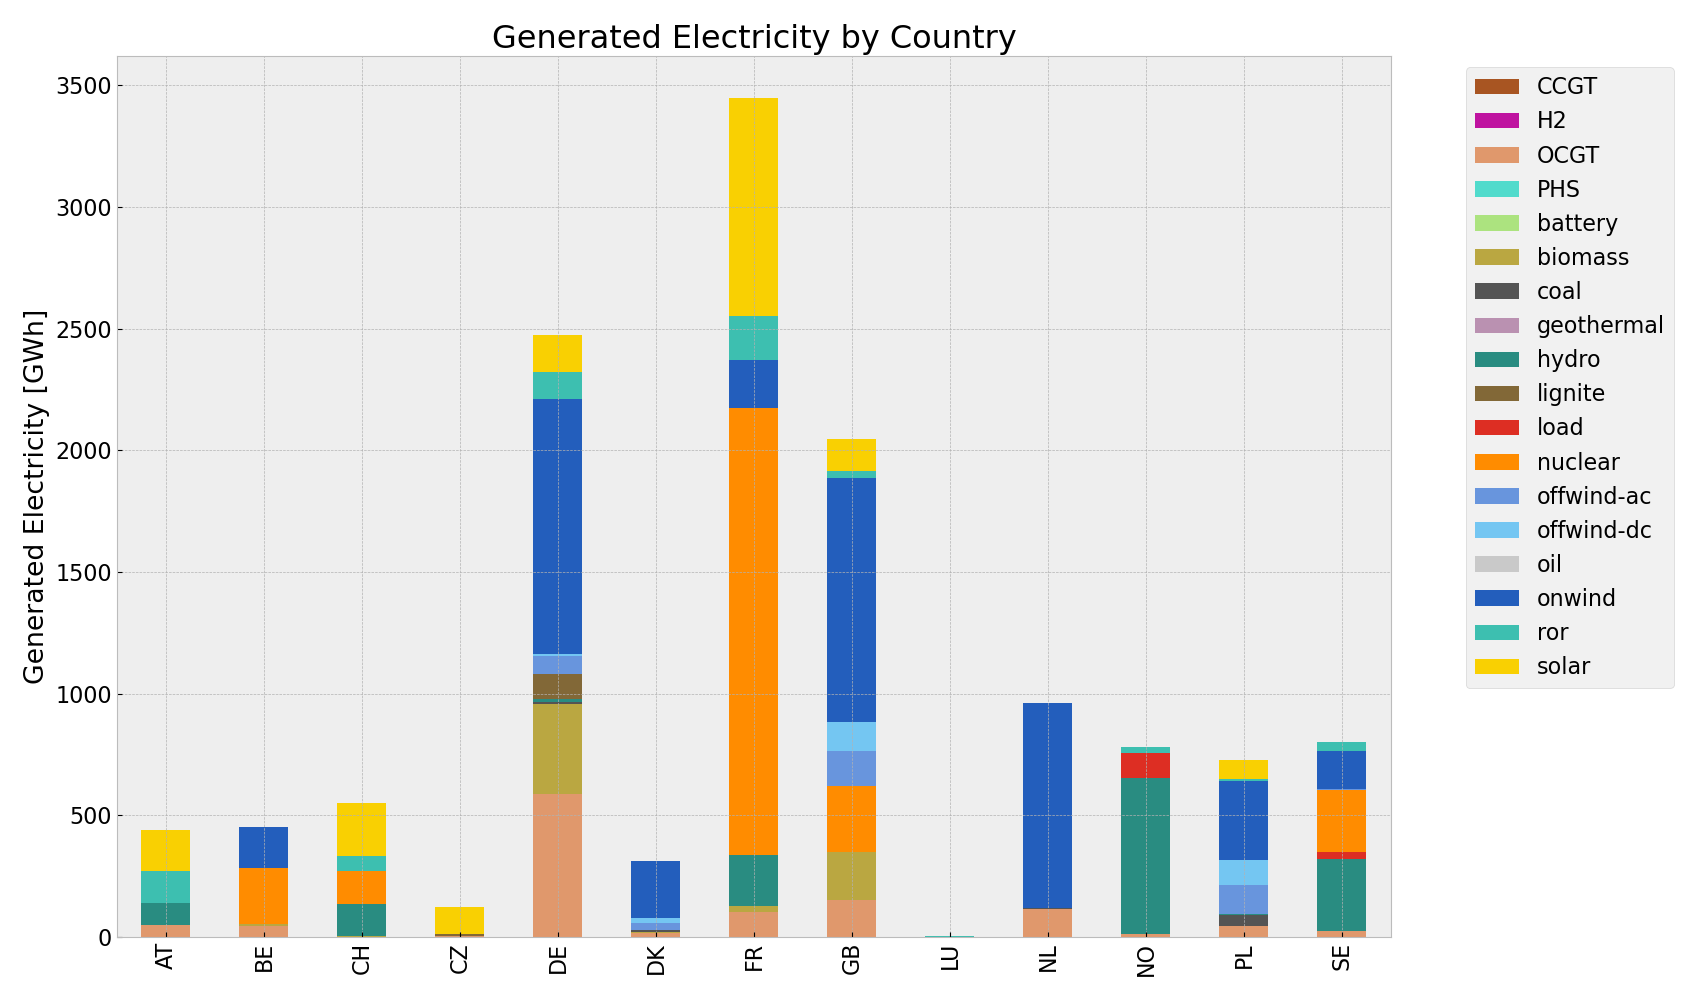 Generated Electricity by Country
Generated Electricity [GWh]
3500
3000
2500
2000
1500
1000
500
0
AT
BE
CH
CZ
DE
DK
FR
GB
LU
NL
NO
PL
SE
CCGT
H2
OCGT
PHS
battery
biomass
coal
geothermal
hydro
lignite
load
nuclear
offwind-ac
offwind-dc
oil
onwind
ror
solar